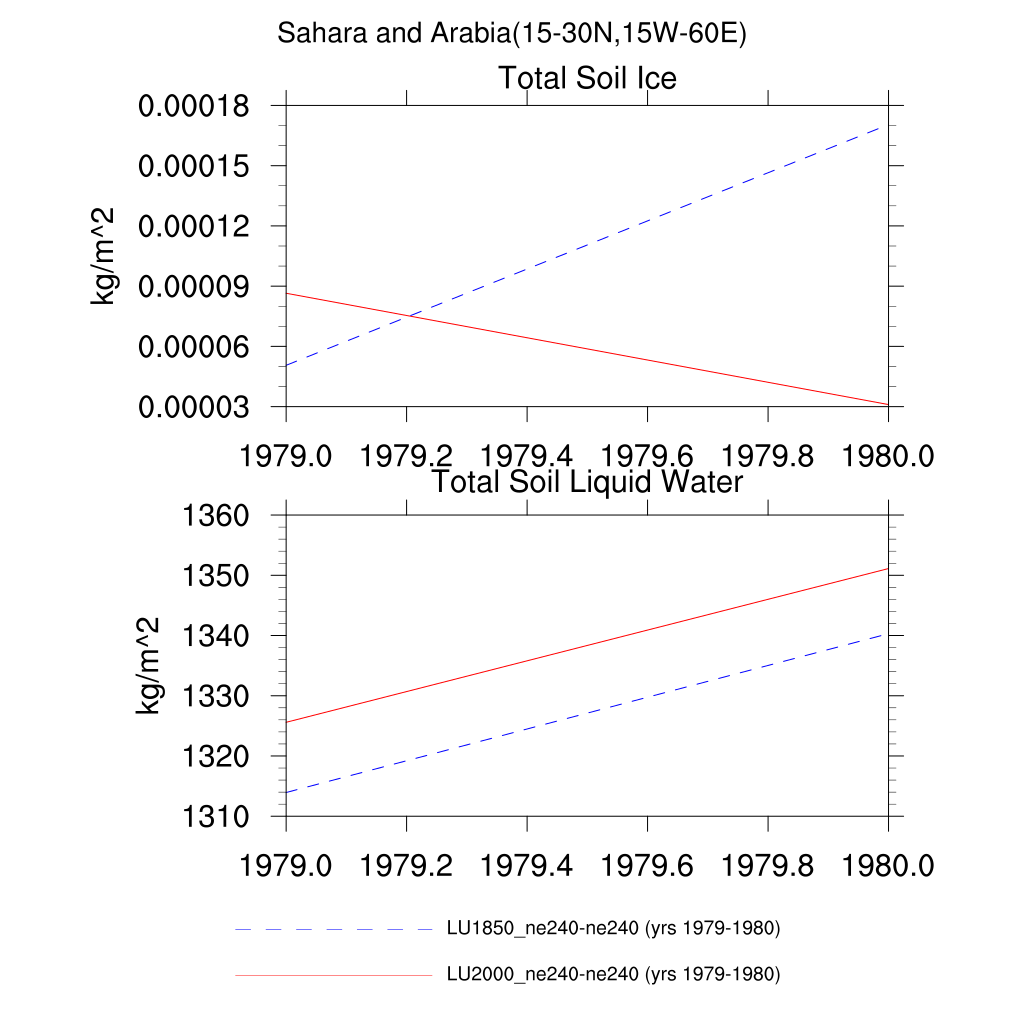 Sahara and Arabia(15-30N,15W-60E)
Total Soil Ice
0.00018
0.00015
0.00012
0.00009
0.00006
0.00003
kg/m^2
1979.0 1979.2 1979.4 1979.6 1979.8 1980.0
Total Soil Liquid Water
1360
1350
1340
1330
1320
1310
kg/m^2
1979.0 1979.2 1979.4 1979.6 1979.8 1980.0
LU1850_ne240-ne240 (yrs 1979-1980)
LU2000_ne240-ne240 (yrs 1979-1980)